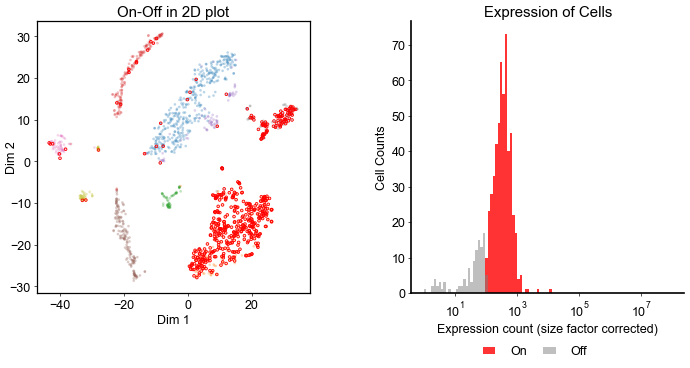 On-Off in 2D plot
30
20
10
0
−10
−20
−30
Dim 2
−40
−20
0
20
Dim 1
Expression of Cells
70
60
50
40
30
20
10
0
Cell Counts
10^1
10^3
10^5
10^7
Expression count (size factor corrected)
On
Off